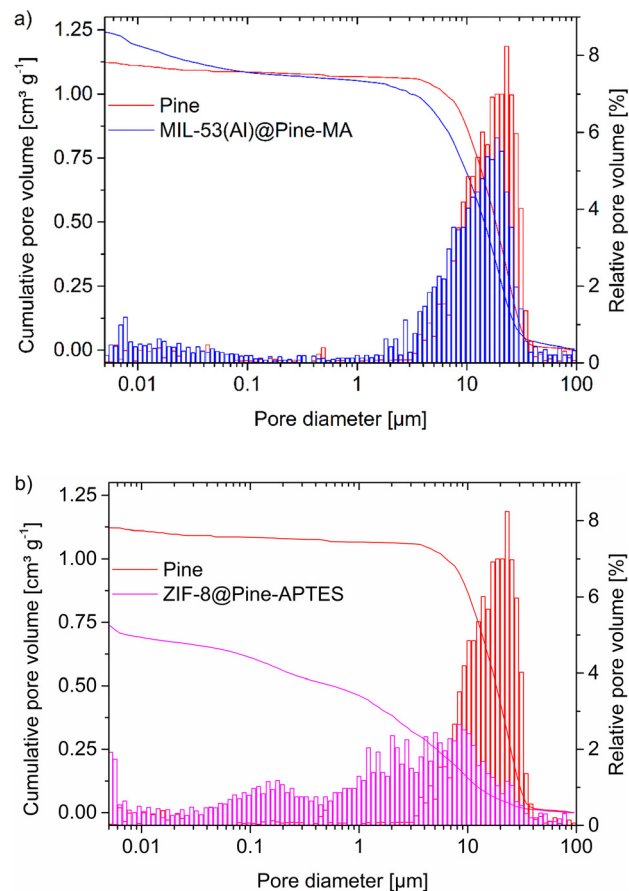 a)
1.25
1.00
0.75
0.50
0.25
0.00
Cumulative pore volume [cm³ g⁻¹]
Pine
MIL-53(Al)@Pine-MA
8
6
4
2
0
Relative pore volume [%]
0.01 0.1 1 10 100
Pore diameter [µm]
b)
1.25
1.00
0.75
0.50
0.25
0.00
Cumulative pore volume [cm³ g⁻¹]
Pine
ZIF-8@Pine-APTES
8
6
4
2
0
Relative pore volume [%]
0.01 0.1 1 10 100
Pore diameter [µm]